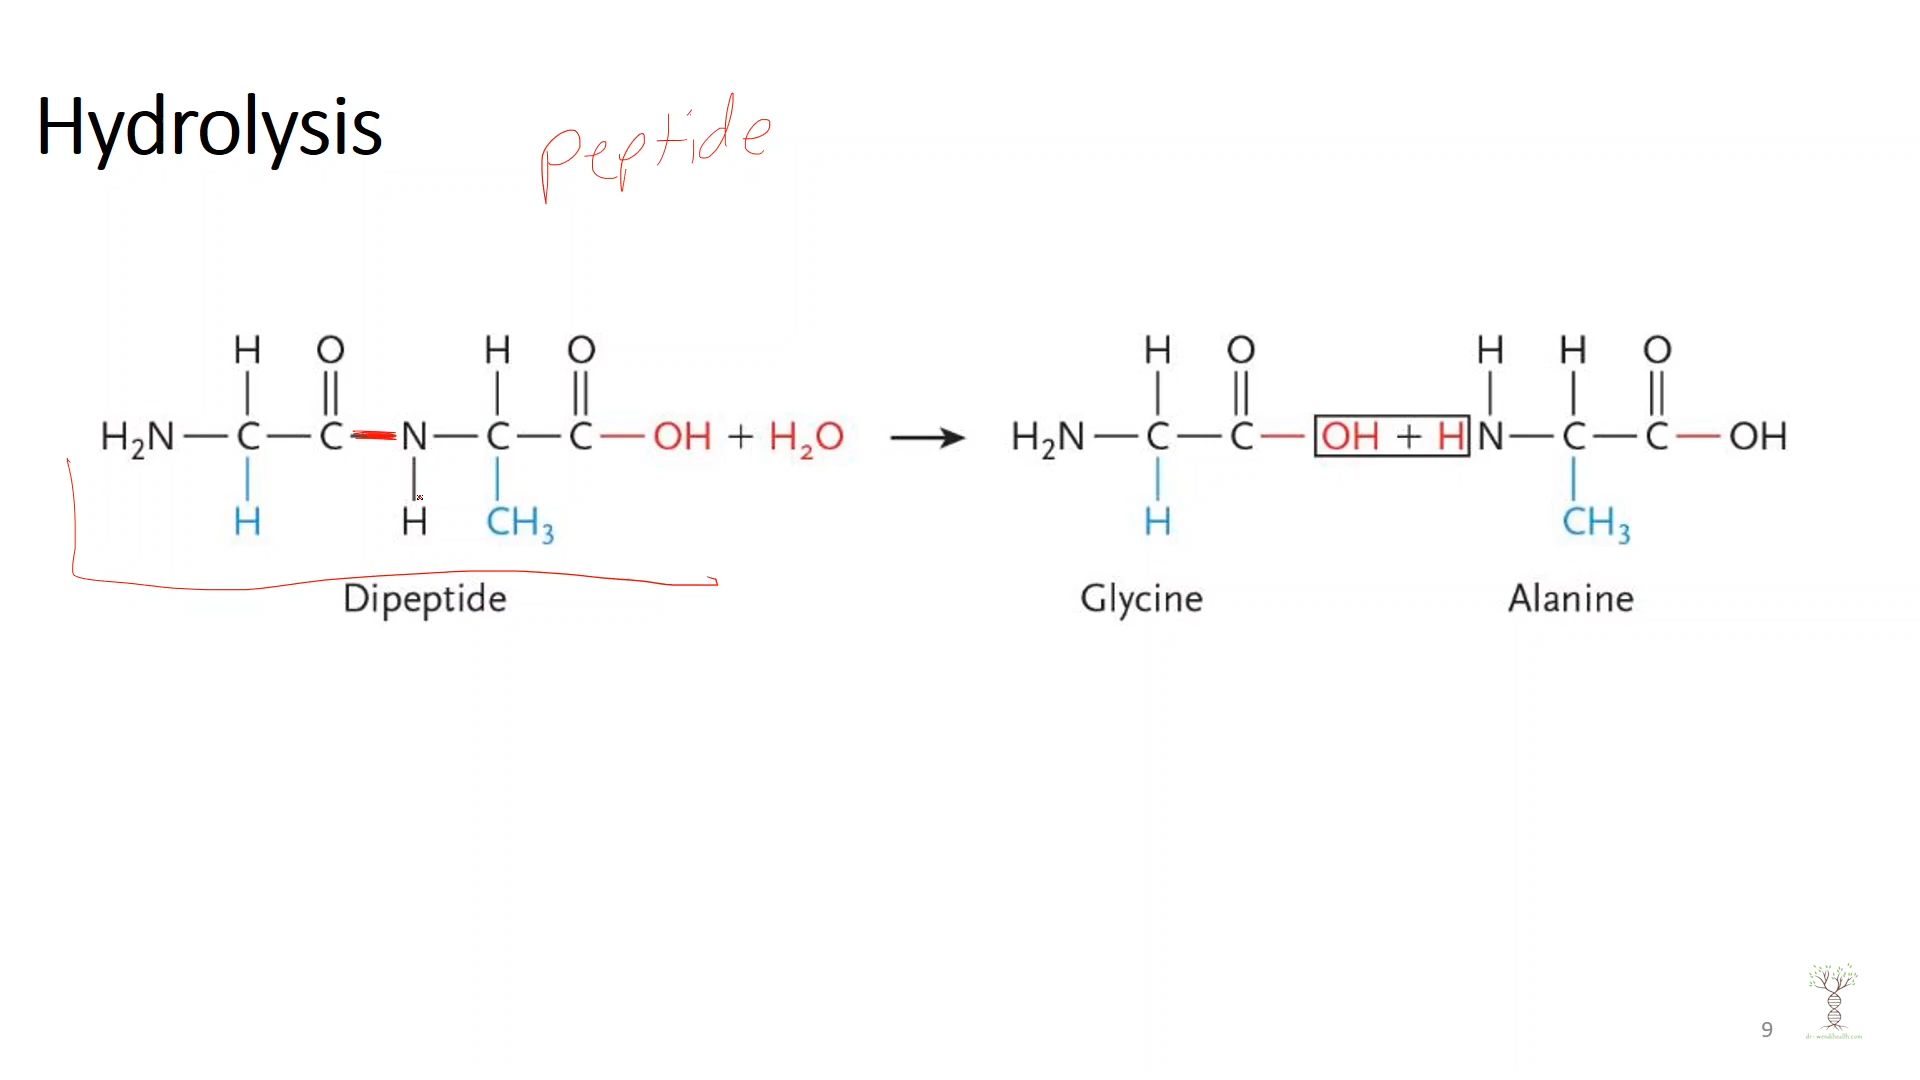 Hydrolysis
peptide
H O H O
H₂N—C—C—N—C—C—OH + H₂O → H₂N—C—C—OH + HN—C—C—OH
H H CH₃
Dipeptide
H O H H O
H CH₃
Glycine Alanine
9